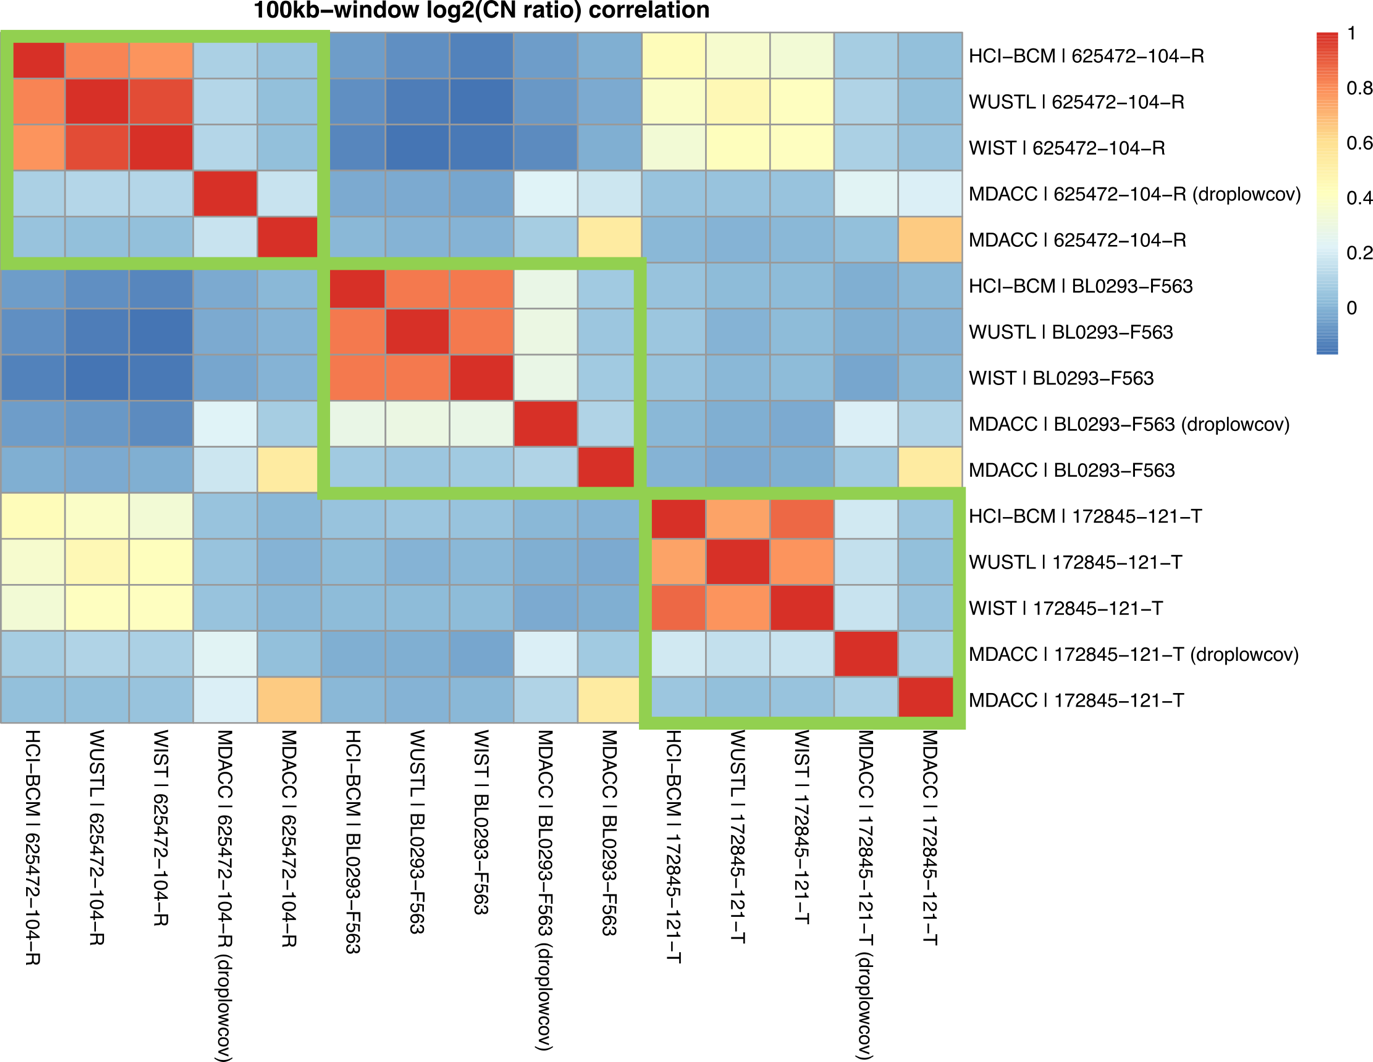 100kb−window log2(CN ratio) correlation
1
0.8
0.6
0.4
0.2
0
HCI−BCM | 625472−104−R
WUSTL | 625472−104−R
WIST | 625472−104−R
MDACC | 625472−104−R (droplowcov)
MDACC | 625472−104−R
HCI−BCM | BL0293−F563
WUSTL | BL0293−F563
WIST | BL0293−F563
MDACC | BL0293−F563 (droplowcov)
MDACC | BL0293−F563
HCI−BCM | 172845−121−T
WUSTL | 172845−121−T
WIST | 172845−121−T
MDACC | 172845−121−T (droplowcov)
MDACC | 172845−121−T
HCI−BCM | 625472−104−R
WUSTL | 625472−104−R
WIST | 625472−104−R
MDACC | 625472−104−R (droplowcov)
MDACC | 625472−104−R
HCI−BCM | BL0293−F563
WUSTL | BL0293−F563
WIST | BL0293−F563
MDACC | BL0293−F563 (droplowcov)
MDACC | BL0293−F563
HCI−BCM | 172845−121−T
WUSTL | 172845−121−T
WIST | 172845−121−T
MDACC | 172845−121−T (droplowcov)
MDACC | 172845−121−T